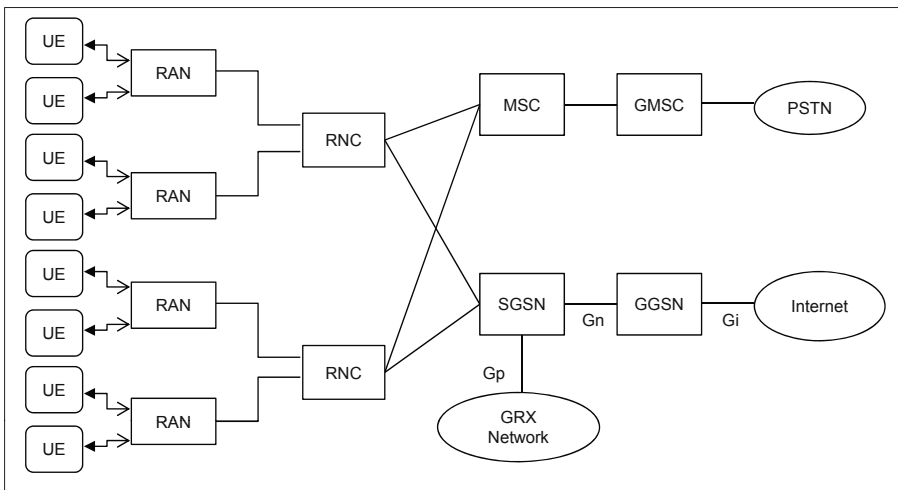 UE
UE
UE
UE
UE
UE
UE
UE
RAN
RAN
RAN
RAN
RNC
RNC
MSC
GMSC
PSTN
SGSN
Gn
GGSN
Gi
Internet
Gp
GRX
Network